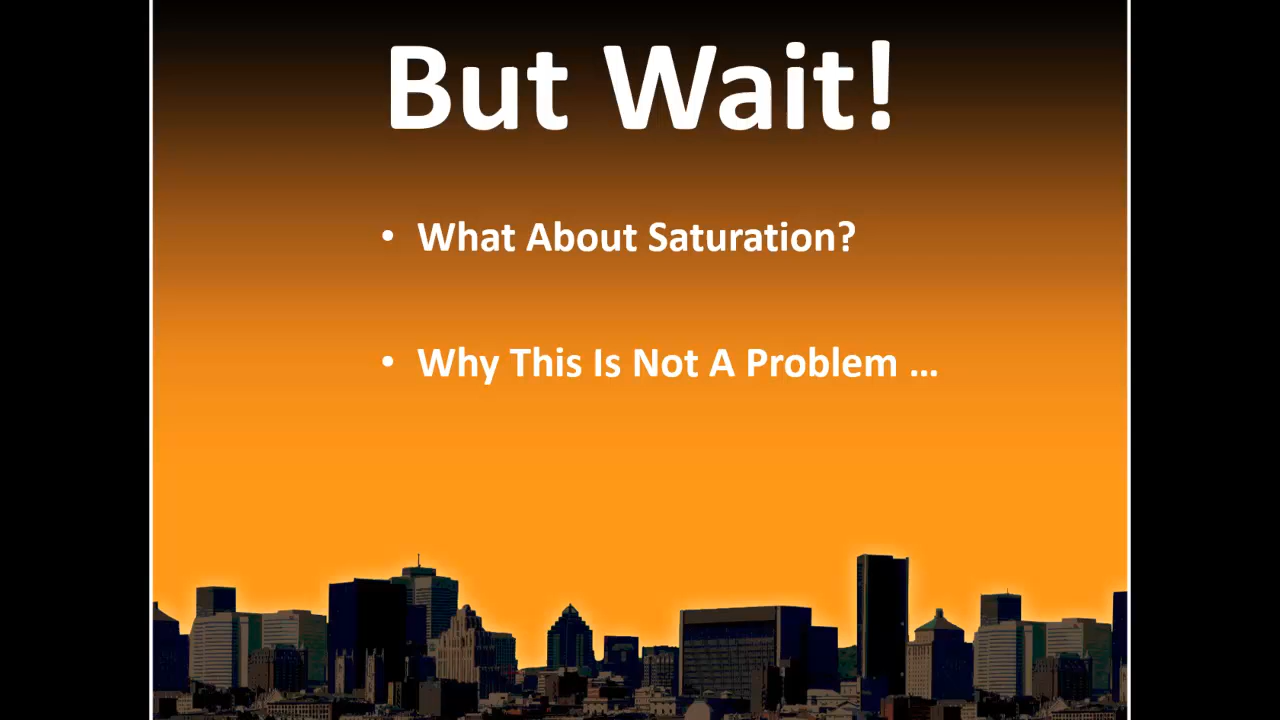 But Wait!
• What About Saturation?
• Why This Is Not A Problem ...